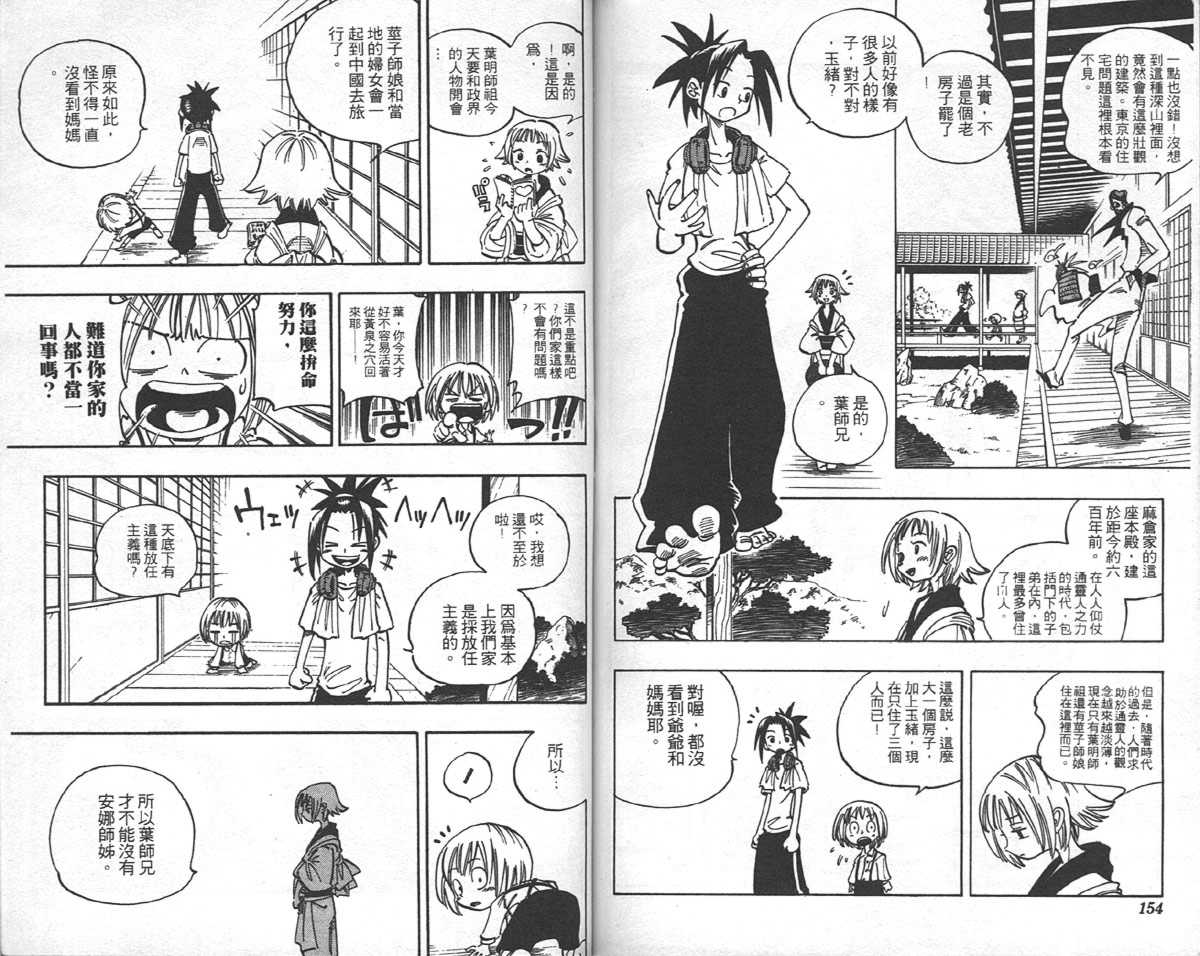 一點也沒錯！沒想
到這種深山裡面，
竟然會有這麼壯觀
的建築。東京的住
宅問題這裡根本看
不見。
其實，不
過是個老
房子罷了
！
以前好像有
很多人的樣
子，對不對
，玉緒？
是的，
葉師兄
。
麻倉家的這
座本殿，建
於距今約六
百年前。
在人人仰仗
通靈人之力
的時代，包
括門下的子
弟在內，這
裡最多曾住
了
人。
但是，隨著時代
的過去，人們求
助於通靈人的觀
念越來越淡薄，
現在只有葉明師
祖還有莖子師娘
住在這裡而已。
這麼說，這麼
大一個房子，
加上玉緒，現
在只住了三個
人而已！
對喔，都沒
看到爺爺和
媽媽耶。
154
啊，是的
！這是因
為，
葉明師祖今
天要和政界
的人物開會
…
パラパラ
莖子師娘和當
地的婦女會一
起到中國去旅
行了。
原來如此，
怪不得一直
沒看到媽媽
。
這不是重點吧
？你們家這樣
不會有問題嗎
？
葉，你今天才
好不容易活著
從黃泉之穴回
來耶──！
はっ!!
你這麼拚命
努力，
難道你家的
人都不當一
回事嗎？
哎，我想
還不至於
啦！
ヘッヘッ
ウェッ
因為基本
上我們家
是採放任
主義的。
天底下有
這種放任
主義嗎？
所以…
！
所以葉師兄
才不能沒有
安娜師姊。